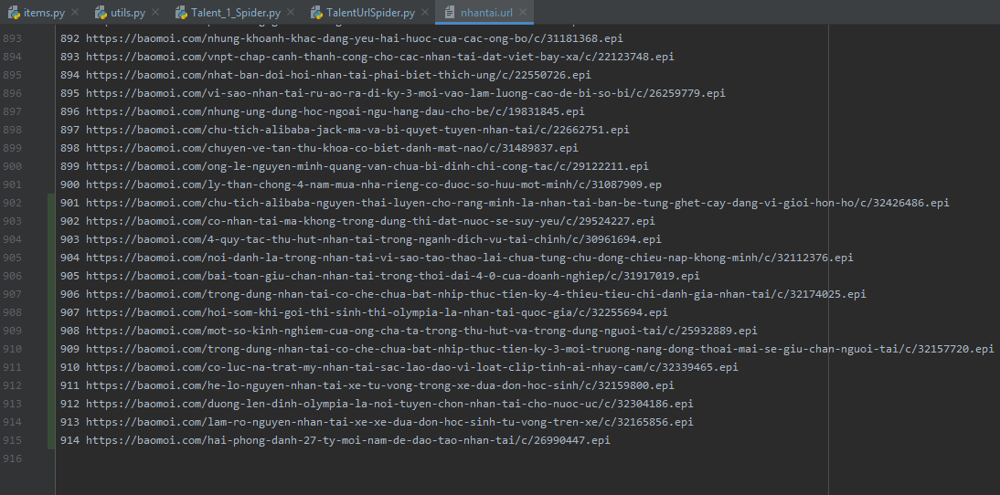 items.py utils.py Talent_1_Spider.py TalentUrlSpider.py nhantai.url
893 892 https://baomoi.com/nhung-khoanh-khac-dang-yeu-hai-huoc-cua-cac-ong-bo/c/31181368.epi
894 893 https://baomoi.com/vnpt-chap-canh-thanh-cong-cho-cac-nhan-tai-dat-viet-bay-xa/c/22123748.epi
895 894 https://baomoi.com/nhat-ban-doi-hoi-nhan-tai-phai-biet-thich-ung/c/22550726.epi
896 895 https://baomoi.com/vi-sao-nhan-tai-ru-ao-ra-di-ky-3-moi-vao-lam-luong-cao-de-bi-so-bi/c/26259779.epi
897 896 https://baomoi.com/nhung-ung-dung-hoc-ngoai-ngu-hang-dau-cho-be/c/19831845.epi
898 897 https://baomoi.com/chu-tich-alibaba-jack-ma-va-bi-quyet-tuyen-nhan-tai/c/22662751.epi
899 898 https://baomoi.com/chuyen-ve-tan-thu-khoa-co-biet-danh-mat-nao/c/31489837.epi
900 899 https://baomoi.com/ong-le-nguyen-minh-quang-van-chua-bi-dinh-chi-cong-tac/c/29122211.epi
901 900 https://baomoi.com/ly-than-chong-4-nam-mua-nha-rieng-co-duoc-so-huu-mot-minh/c/31087909.ep
902 901 https://baomoi.com/chu-tich-alibaba-nguyen-thai-luyen-cho-rang-minh-la-nhan-tai-ban-be-tung-ghet-cay-dang-vi-gioi-hon-ho/c/32426486.epi
903 902 https://baomoi.com/co-nhan-tai-ma-khong-trong-dung-thi-dat-nuoc-se-suy-yeu/c/29524227.epi
904 903 https://baomoi.com/4-quy-tac-thu-hut-nhan-tai-trong-nganh-dich-vu-tai-chinh/c/30961694.epi
905 904 https://baomoi.com/noi-danh-la-trong-nhan-tai-vi-sao-tao-thao-lai-chua-tung-chu-dong-chieu-nap-khong-minh/c/32112376.epi
906 905 https://baomoi.com/bai-toan-giu-chan-nhan-tai-trong-thoi-dai-4-0-cua-doanh-nghiep/c/31917019.epi
907 906 https://baomoi.com/trong-dung-nhan-tai-co-che-chua-bat-nhip-thuc-tien-ky-4-thieu-tieu-chi-danh-gia-nhan-tai/c/32174025.epi
908 907 https://baomoi.com/hoi-som-khi-goi-thi-sinh-thi-olympia-la-nhan-tai-quoc-gia/c/32255694.epi
909 908 https://baomoi.com/mot-so-kinh-nghiem-cua-ong-cha-ta-trong-thu-hut-va-trong-dung-nguoi-tai/c/25932889.epi
910 909 https://baomoi.com/trong-dung-nhan-tai-co-che-chua-bat-nhip-thuc-tien-ky-3-moi-truong-nang-dong-thoai-mai-se-giu-chan-nguoi-tai/c/32157720.epi
911 910 https://baomoi.com/co-luc-na-trat-my-nhan-tai-sac-lao-dao-vi-loat-clip-tinh-ai-nhay-cam/c/32339465.epi
912 911 https://baomoi.com/he-lo-nguyen-nhan-tai-xe-tu-vong-trong-xe-dua-don-hoc-sinh/c/32159800.epi
913 912 https://baomoi.com/duong-len-dinh-olympia-la-noi-tuyen-chon-nhan-tai-cho-nuoc-uc/c/32304186.epi
914 913 https://baomoi.com/lam-ro-nguyen-nhan-tai-xe-xe-dua-don-hoc-sinh-tu-vong-tren-xe/c/32165856.epi
915 914 https://baomoi.com/hai-phong-danh-27-ty-moi-nam-de-dao-tao-nhan-tai/c/26990447.epi
916